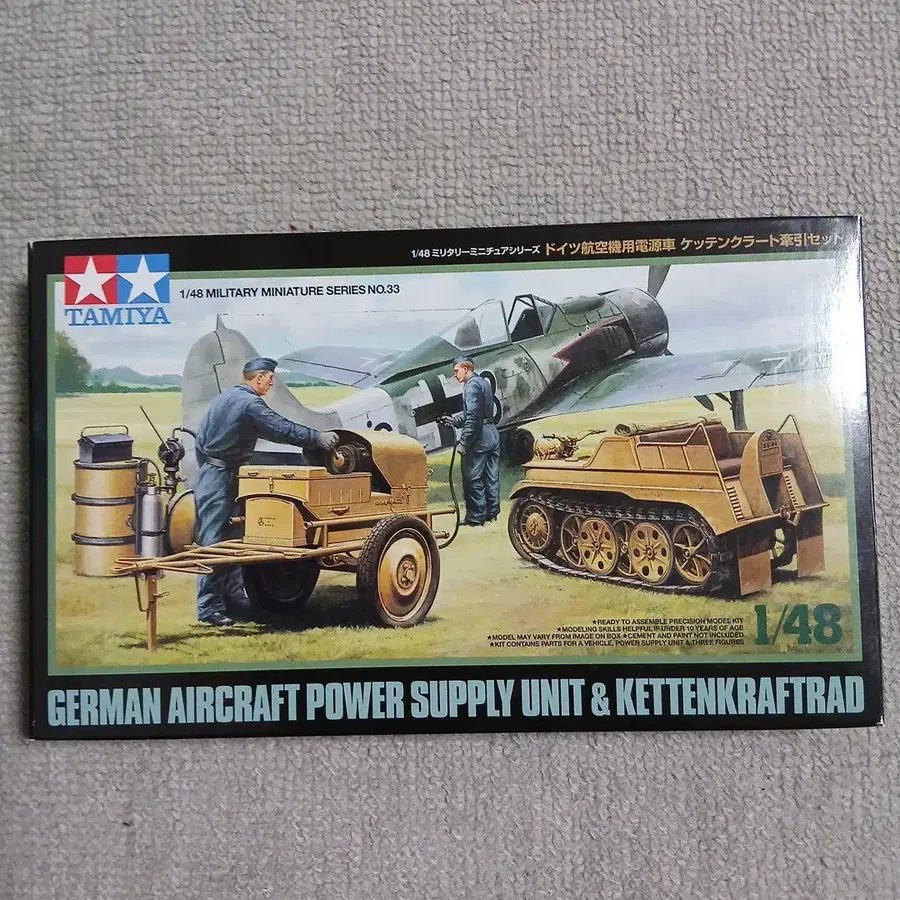 1/48 ミリタリーミニチュアシリーズ ドイツ航空機用電源車 ケッテンクラート牽引セット
TAMIYA
1/48 MILITARY MINIATURE SERIES NO.33
★READY TO ASSEMBLE PRECISION MODEL KIT
★MODELING SKILLS HELPFUL IF UNDER 10 YEARS OF AGE
★MODEL MAY VARY FROM IMAGE ON BOX ★CEMENT AND PAINT NOT INCLUDED
★KIT CONTAINS PARTS FOR A VEHICLE, POWER SUPPLY UNIT & THREE FIGURES
1/48
GERMAN AIRCRAFT POWER SUPPLY UNIT & KETTENKRAFTRAD